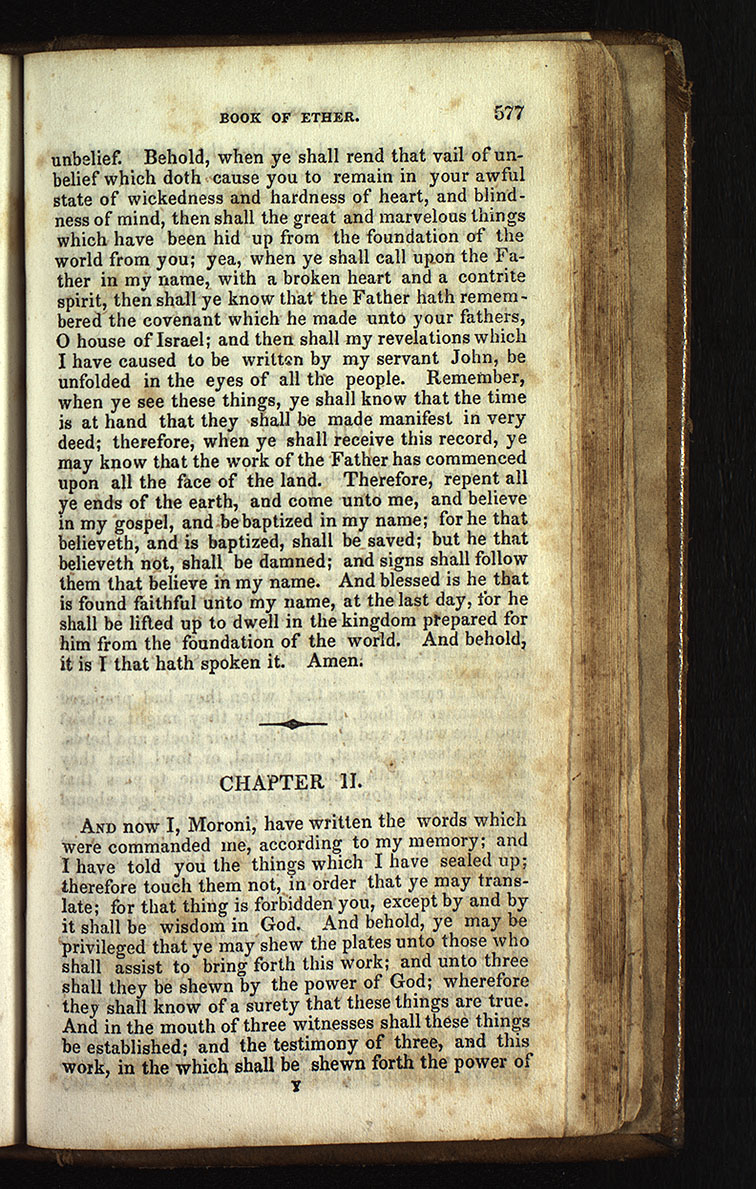 BOOK OF ETHER. 577
unbelief. Behold, when ye shall rend that vail of un-
belief which doth cause you to remain in your awful
state of wickedness and hardness of heart, and blind-
ness of mind, then shall the great and marvelous things
which have been hid up from the foundation of the
world from you; yea, when ye shall call upon the Fa-
ther in my name, with a broken heart and a contrite
spirit, then shall ye know that the Father hath remem-
bered the covenant which he made unto your fathers,
O house of Israel; and then shall my revelations which
I have caused to be written by my servant John, be
unfolded in the eyes of all the people. Remember,
when ye see these things, ye shall know that the time
is at hand that they shall be made manifest in very
deed; therefore, when ye shall receive this record, ye
may know that the work of the Father has commenced
upon all the face of the land. Therefore, repent all
ye ends of the earth, and come unto me, and believe
in my gospel, and be baptized in my name; for he that
believeth, and is baptized, shall be saved; but he that
believeth not, shall be damned; and signs shall follow
them that believe in my name. And blessed is he that
is found faithful unto my name, at the last day, for he
shall be lifted up to dwell in the kingdom prepared for
him from the foundation of the world. And behold,
it is I that hath spoken it. Amen.
CHAPTER II.
AND now I, Moroni, have written the words which
were commanded me, according to my memory; and
I have told you the things which I have sealed up;
therefore touch them not, in order that ye may trans-
late; for that thing is forbidden you, except by and by
it shall be wisdom in God. And behold, ye may be
privileged that ye may shew the plates unto those who
shall assist to bring forth this work; and unto three
shall they be shewn by the power of God; wherefore
they shall know of a surety that these things are true.
And in the mouth of three witnesses shall these things
be established; and the testimony of three, and this
work, in the which shall be shewn forth the power of
Y